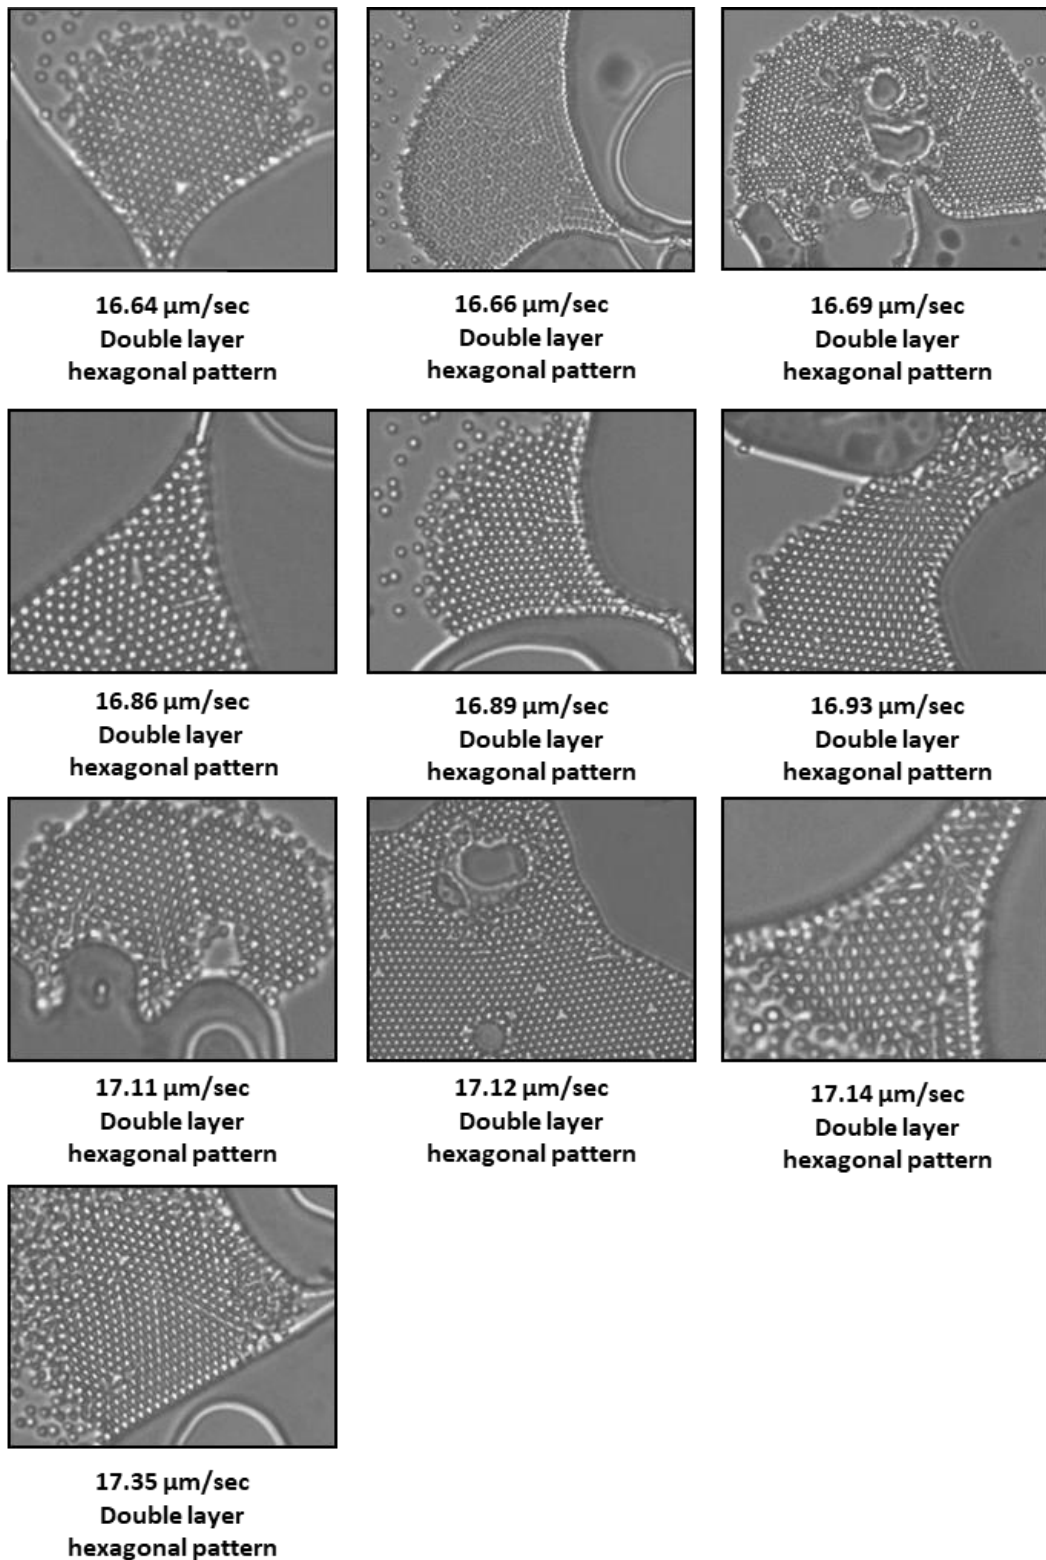 16.64 μm/sec
Double layer
hexagonal pattern
16.66 μm/sec
Double layer
hexagonal pattern
16.69 μm/sec
Double layer
hexagonal pattern
16.86 μm/sec
Double layer
hexagonal pattern
16.89 μm/sec
Double layer
hexagonal pattern
16.93 μm/sec
Double layer
hexagonal pattern
17.11 μm/sec
Double layer
hexagonal pattern
17.12 μm/sec
Double layer
hexagonal pattern
17.14 μm/sec
Double layer
hexagonal pattern
17.35 μm/sec
Double layer
hexagonal pattern